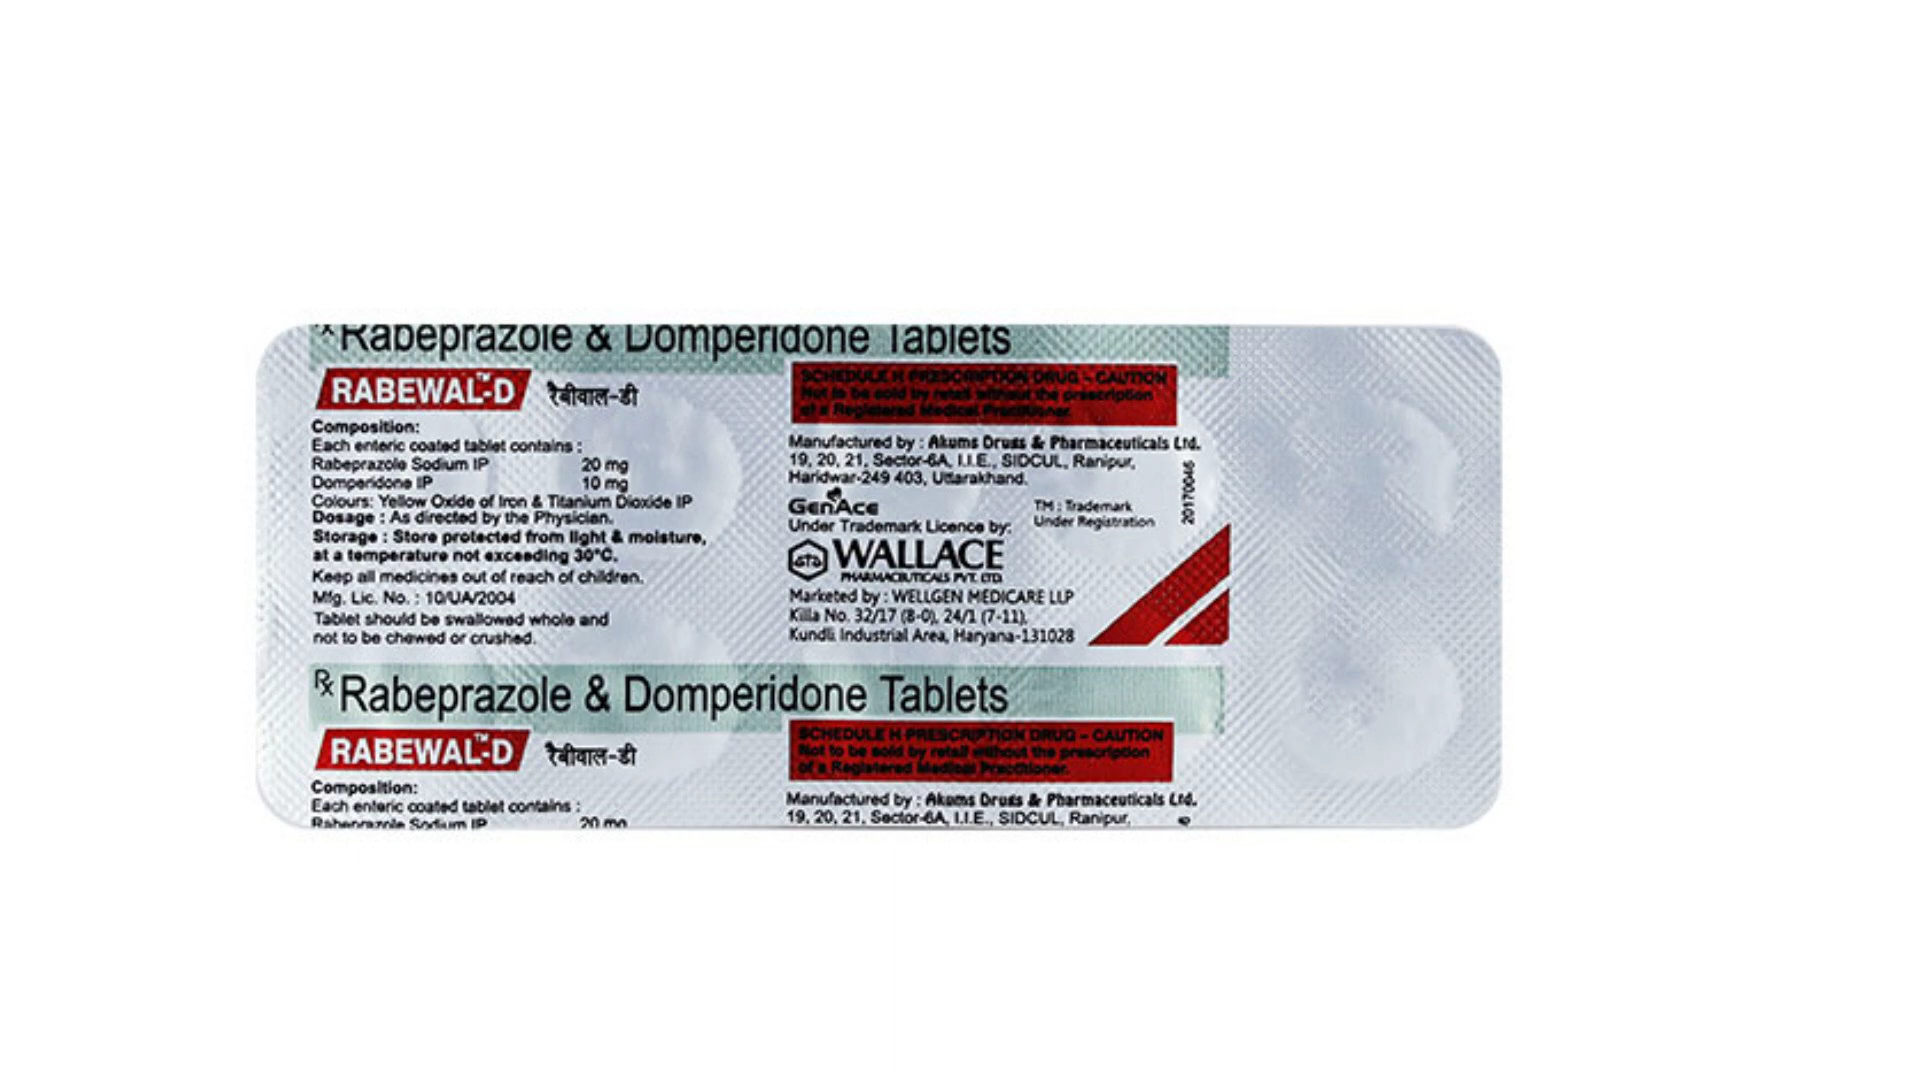 Rx Rabeprazole & Domperidone Tablets
RABEWAL™-D रैबीवाल-डी
Composition:
Each enteric coated tablet contains :
Rabeprazole Sodium IP 20 mg
Domperidone IP 10 mg
Colours: Yellow Oxide of Iron & Titanium Dioxide IP
Dosage : As directed by the Physician.
Storage : Store protected from light & moisture,
at a temperature not exceeding 30°C.
Keep all medicines out of reach of children.
Mfg. Lic. No. : 10/UA/2004
Tablet should be swallowed whole and
not to be chewed or crushed.
SCHEDULE H PRESCRIPTION DRUG - CAUTION
Not to be sold by retail without the prescription
of a Registered Medical Practitioner.
Manufactured by : Akums Drugs & Pharmaceuticals Ltd.
19, 20, 21, Sector-6A, I.I.E., SIDCUL, Ranipur,
Haridwar-249 403, Uttarakhand.
20170046
GenAce
TM : Trademark
Under Registration
Under Trademark Licence by:
WALLACE
PHARMACEUTICALS PVT. LTD.
Marketed by : WELLGEN MEDICARE LLP
Killa No. 32/17 (8-0), 24/1 (7-11),
Kundli Industrial Area, Haryana-131028
Rx Rabeprazole & Domperidone Tablets
RABEWAL™-D रैबीवाल-डी
Composition:
Each enteric coated tablet contains :
Rabeprazole Sodium IP 20 mg
SCHEDULE H PRESCRIPTION DRUG - CAUTION
Not to be sold by retail without the prescription
of a Registered Medical Practitioner.
Manufactured by : Akums Drugs & Pharmaceuticals Ltd.
19, 20, 21, Sector-6A, I.I.E., SIDCUL, Ranipur,